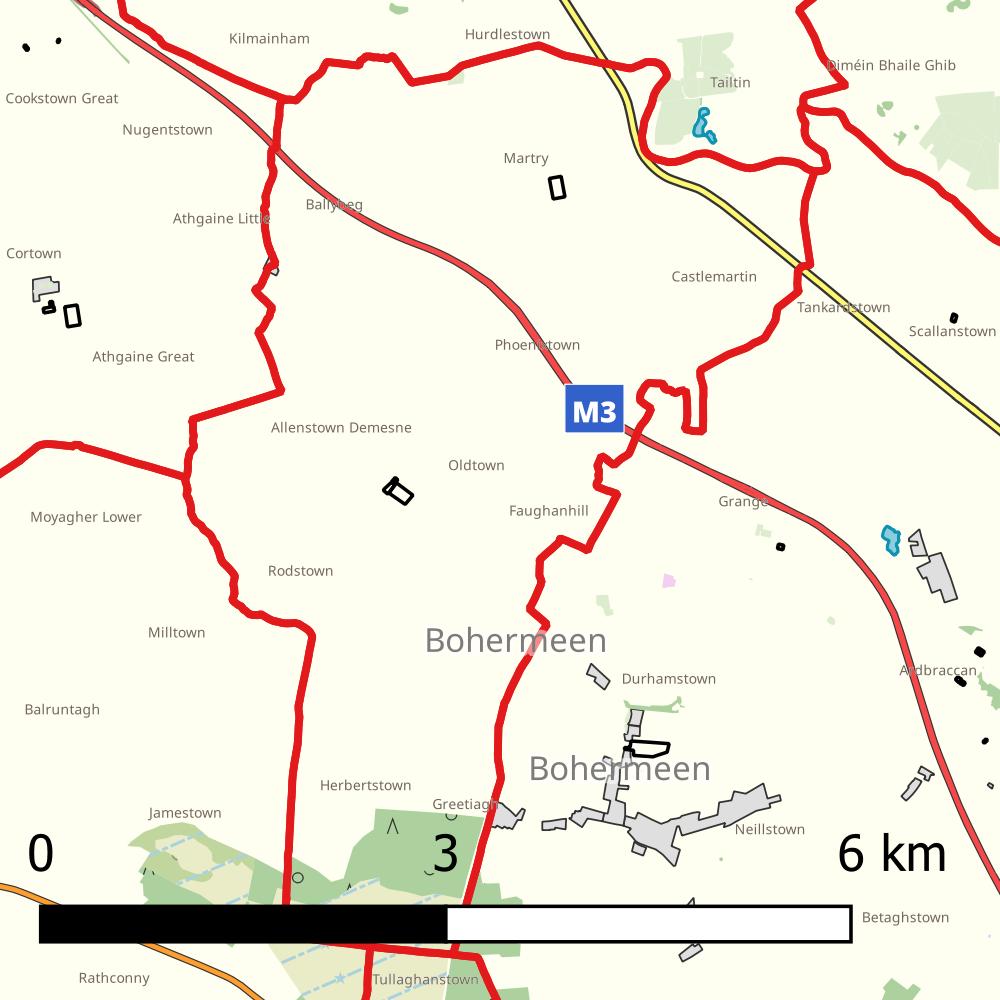 Hurdlestown
Kilmainham
Diméin Bhaile Ghib
Tailtin
Cookstown Great
Nugentstown
Martry
Ballybeg
Athgaine Little
Cortown
Castlemartin
Tankardstown
Scallanstown
Phoenixtown
Athgaine Great
M3
Allenstown Demesne
Oldtown
Grange
Faughanhill
Moyagher Lower
Rodstown
Milltown
Bohermeen
Ardbraccan
Durhamstown
Balruntagh
Bohermeen
Herbertstown
Greetiagh
Jamestown
Neillstown
0 3 6 km
Betaghstown
Rathconny
Tullaghanstown